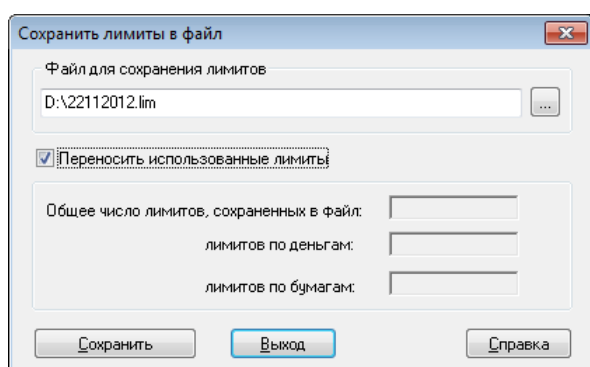 Сохранить лимиты в файл
Файл для сохранения лимитов
D:\22112012.lim
...
Переносить использованные лимиты
Общее число лимитов, сохраненных в файл:
лимитов по деньгам:
лимитов по бумагам:
Сохранить Выход Справка